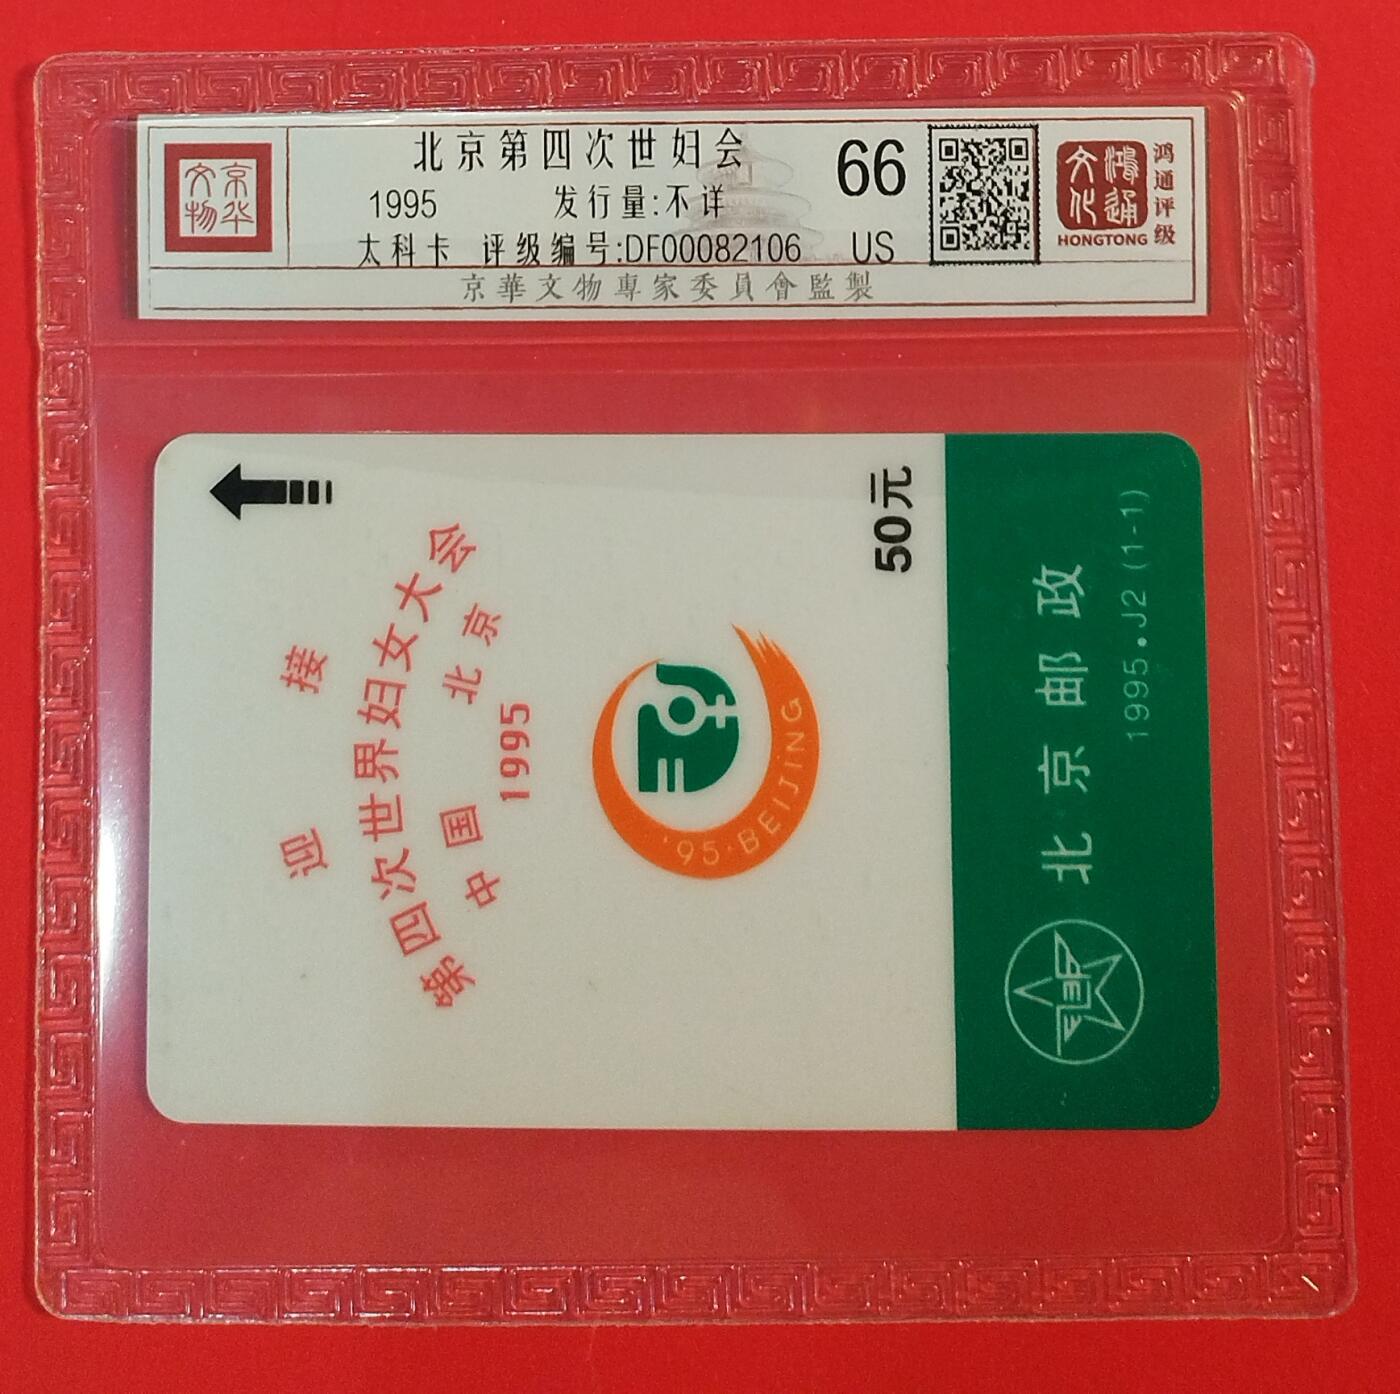 京华
文物
北京第四次世妇会
1995 发行量:不详
太科卡 评级编号:DF00082106
66
US
鸿通
文化
HONGTONG
鸿通评级
京華文物專家委員會監製
迎接
第四次世界妇女大会
中国 北京
1995
'95·BEIJING
50元
北京邮政
1995.J2 (1-1)